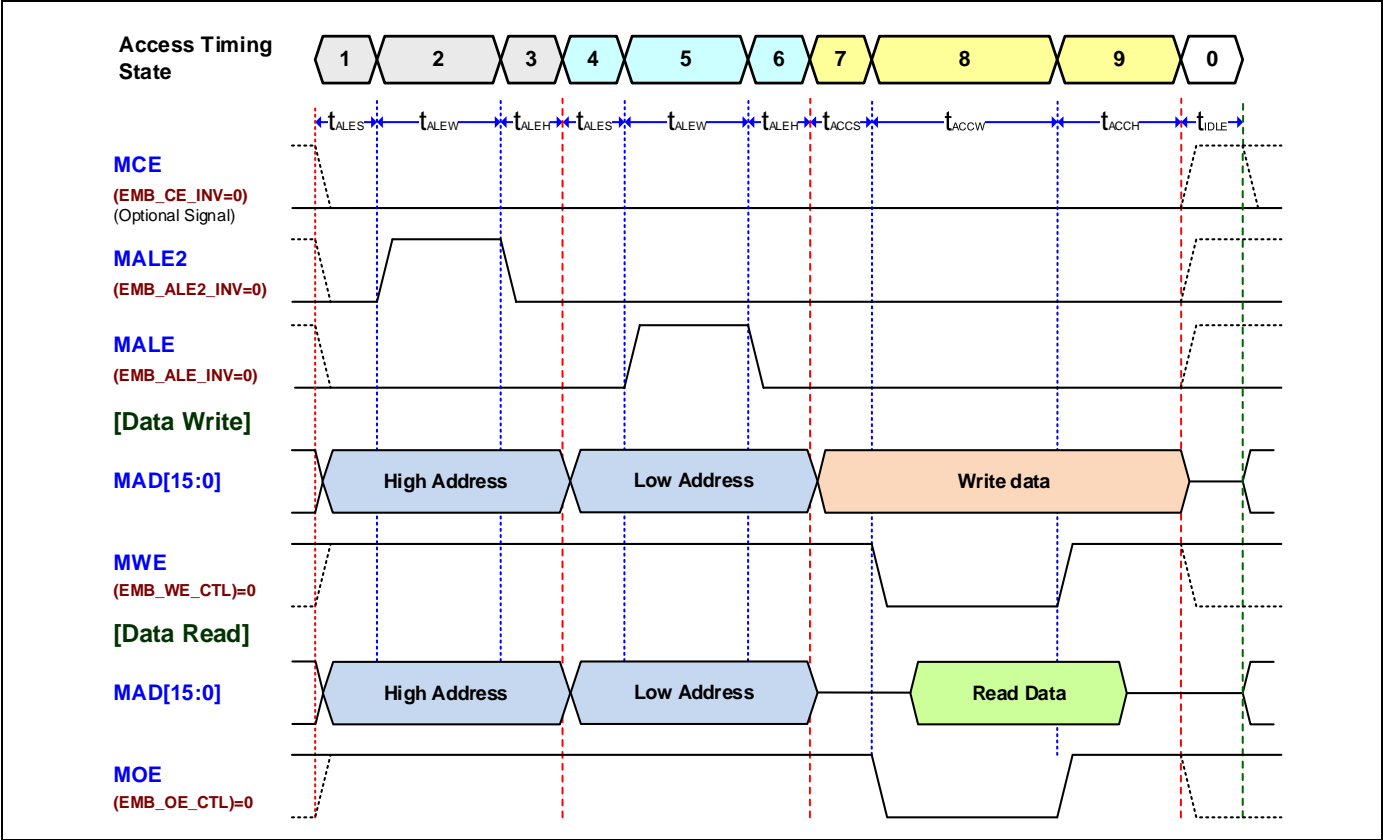 Access Timing
State
1 2 3 4 5 6 7 8 9 0
tALES tALEW tALEH tALES tALEW tALEH tACCS tACCW tACCH tIDLE
MCE
(EMB_CE_INV=0)
(Optional Signal)
MALE2
(EMB_ALE2_INV=0)
MALE
(EMB_ALE_INV=0)
[Data Write]
MAD[15:0] High Address Low Address Write data
MWE
(EMB_WE_CTL)=0
[Data Read]
MAD[15:0] High Address Low Address Read Data
MOE
(EMB_OE_CTL)=0